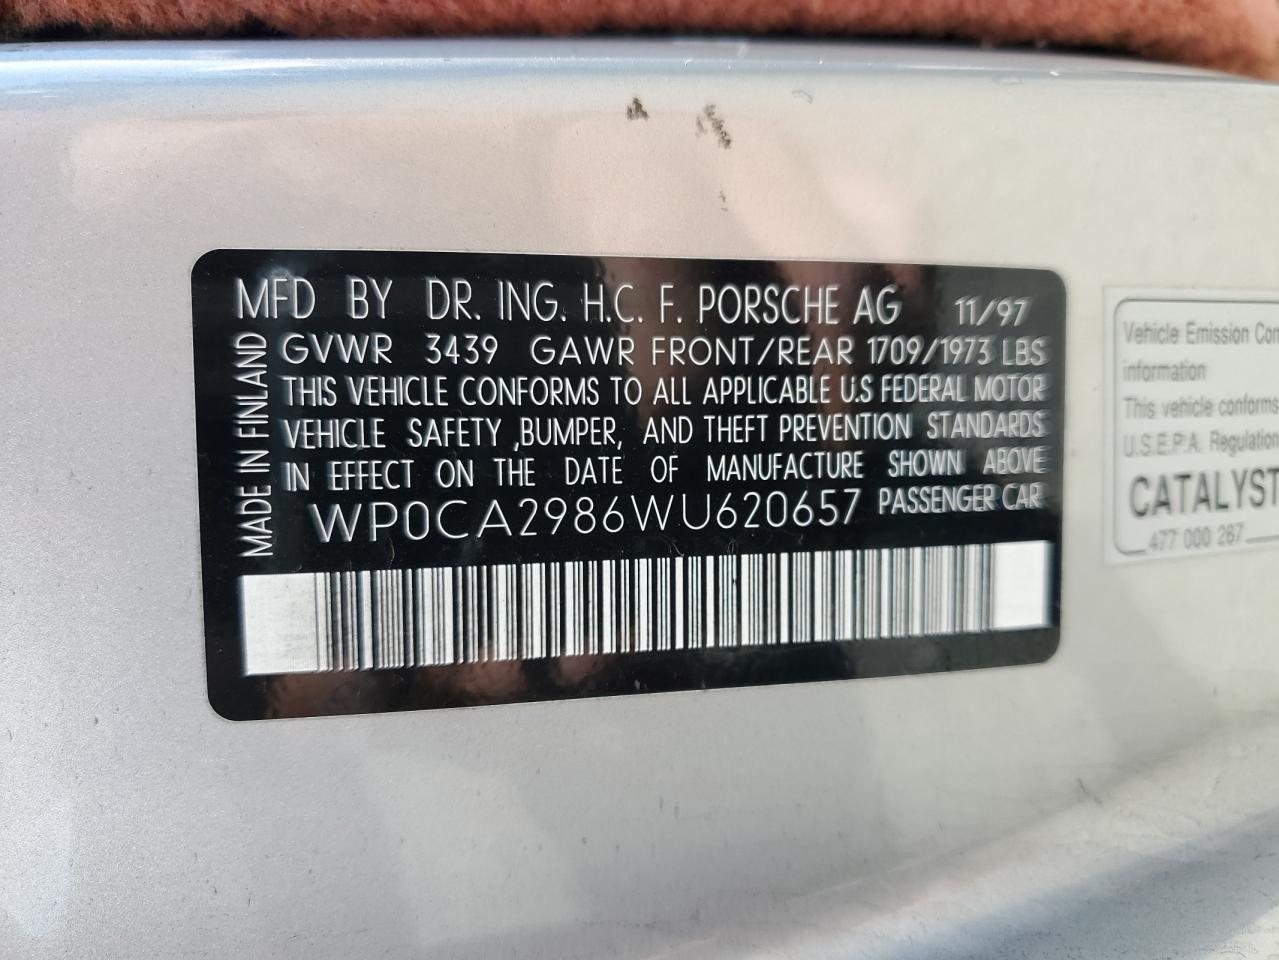 MFD BY DR. ING. H.C. F. PORSCHE AG 11/97
GVWR 3439 GAWR FRONT/REAR 1709/1973 LBS
THIS VEHICLE CONFORMS TO ALL APPLICABLE U.S FEDERAL MOTOR
VEHICLE SAFETY ,BUMPER, AND THEFT PREVENTION STANDARDS
IN EFFECT ON THE DATE OF MANUFACTURE SHOWN ABOVE
WP0CA2986WU620657 PASSENGER CAR
MADE IN FINLAND
Vehicle Emission Con
information
This vehicle conforms
U.S.E.P.A. Regulation
CATALYST
477 000 267